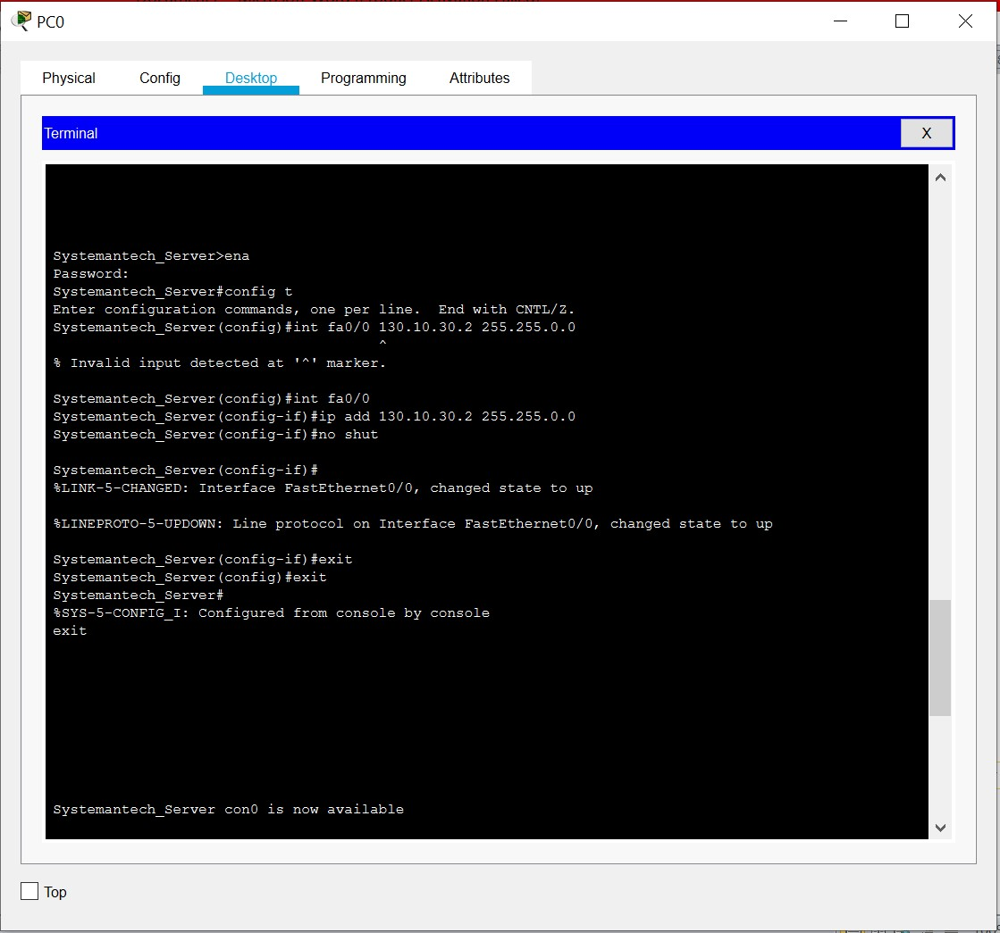 PC0
Physical Config Desktop Programming Attributes
Terminal
X
Systemantech_Server>ena
Password:
Systemantech_Server#config t
Enter configuration commands, one per line.  End with CNTL/Z.
Systemantech_Server(config)#int fa0/0 130.10.30.2 255.255.0.0
^
% Invalid input detected at '^' marker.
Systemantech_Server(config)#int fa0/0
Systemantech_Server(config-if)#ip add 130.10.30.2 255.255.0.0
Systemantech_Server(config-if)#no shut
Systemantech_Server(config-if)#
%LINK-5-CHANGED: Interface FastEthernet0/0, changed state to up
%LINEPROTO-5-UPDOWN: Line protocol on Interface FastEthernet0/0, changed state to up
Systemantech_Server(config-if)#exit
Systemantech_Server(config)#exit
Systemantech_Server#
%SYS-5-CONFIG_I: Configured from console by console
exit
Systemantech_Server con0 is now available
Top